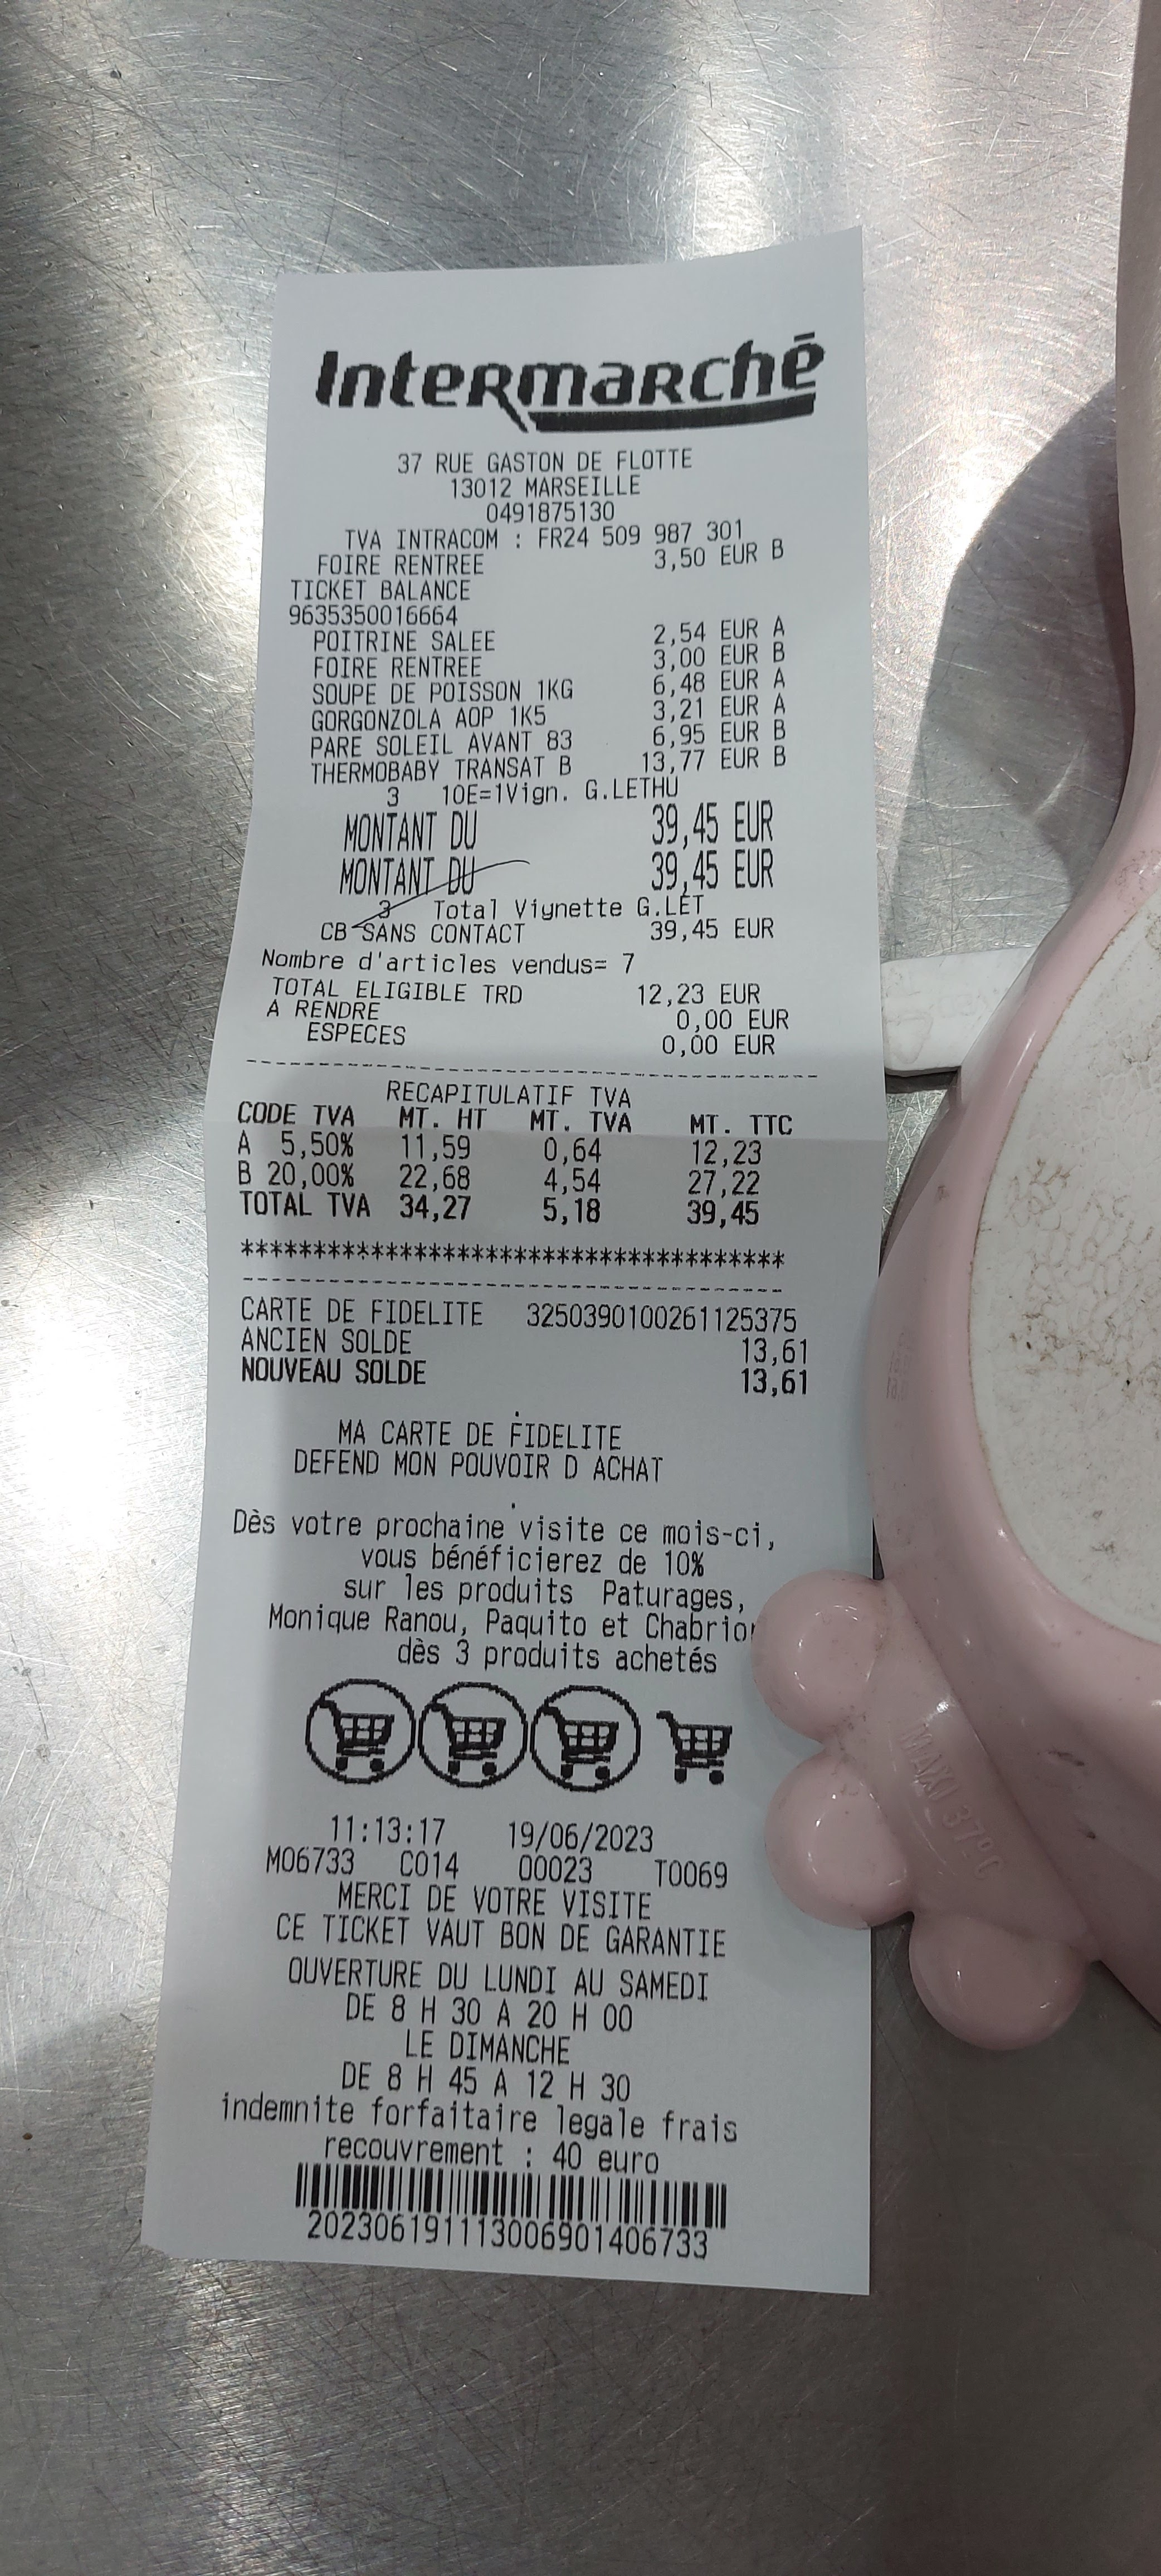 Intermarché
37 RUE GASTON DE FLOTTE
13012 MARSEILLE
0491875130
TVA INTRACOM : FR24 509 987 301
FOIRE RENTREE 3,50 EUR B
TICKET BALANCE
9635350016664
POITRINE SALEE 2,54 EUR A
FOIRE RENTREE 3,00 EUR B
SOUPE DE POISSON 1KG 6,48 EUR A
GORGONZOLA AOP 1K5 3,21 EUR A
PARE SOLEIL AVANT 83 6,95 EUR B
THERMOBABY TRANSAT B 13,77 EUR B
3 10E=1Vign. G.LETHU
MONTANT DU 39,45 EUR
MONTANT DU 39,45 EUR
3 Total Vignette G.LET
CB SANS CONTACT 39,45 EUR
Nombre d'articles vendus= 7
TOTAL ELIGIBLE TRD 12,23 EUR
A RENDRE 0,00 EUR
ESPECES 0,00 EUR
RECAPITULATIF TVA
CODE TVA MT. HT MT. TVA MT. TTC
A 5,50% 11,59 0,64 12,23
B 20,00% 22,68 4,54 27,22
TOTAL TVA 34,27 5,18 39,45
**************************************
CARTE DE FIDELITE 3250390100261125375
ANCIEN SOLDE 13,61
NOUVEAU SOLDE 13,61
MA CARTE DE FIDELITE
DEFEND MON POUVOIR D ACHAT
Dès votre prochaine visite ce mois-ci,
vous bénéficierez de 10%
sur les produits Paturages,
Monique Ranou, Paquito et Chabrior
dès 3 produits achetés
11:13:17 19/06/2023
M06733 C014 00023 T0069
MERCI DE VOTRE VISITE
CE TICKET VAUT BON DE GARANTIE
OUVERTURE DU LUNDI AU SAMEDI
DE 8 H 30 A 20 H 00
LE DIMANCHE
DE 8 H 45 A 12 H 30
indemnite forfaitaire legale frais
recouvrement : 40 euro
202306191113006901406733
MAXI 37°C